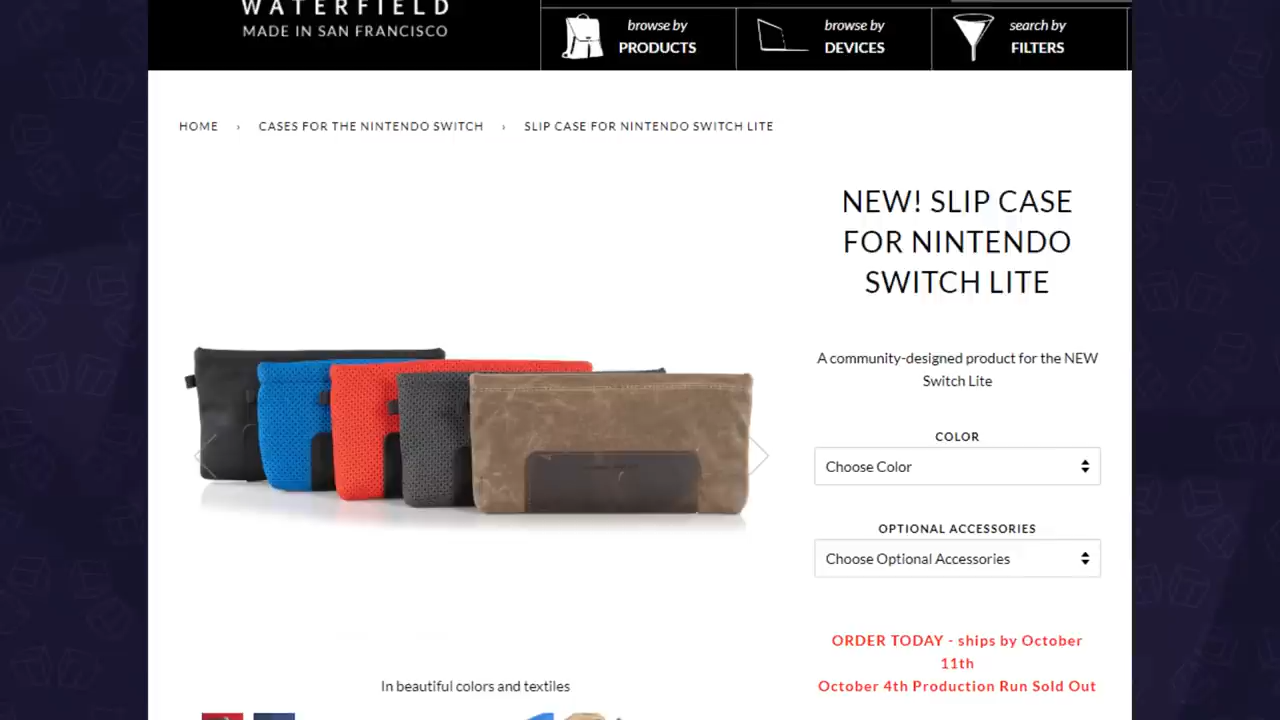 WATERFIELD
MADE IN SAN FRANCISCO
browse by
PRODUCTS
browse by
DEVICES
search by
FILTERS
HOME › CASES FOR THE NINTENDO SWITCH › SLIP CASE FOR NINTENDO SWITCH LITE
NEW! SLIP CASE
FOR NINTENDO
SWITCH LITE
A community-designed product for the NEW
Switch Lite
COLOR
Choose Color
OPTIONAL ACCESSORIES
Choose Optional Accessories
ORDER TODAY - ships by October
11th
October 4th Production Run Sold Out
In beautiful colors and textiles